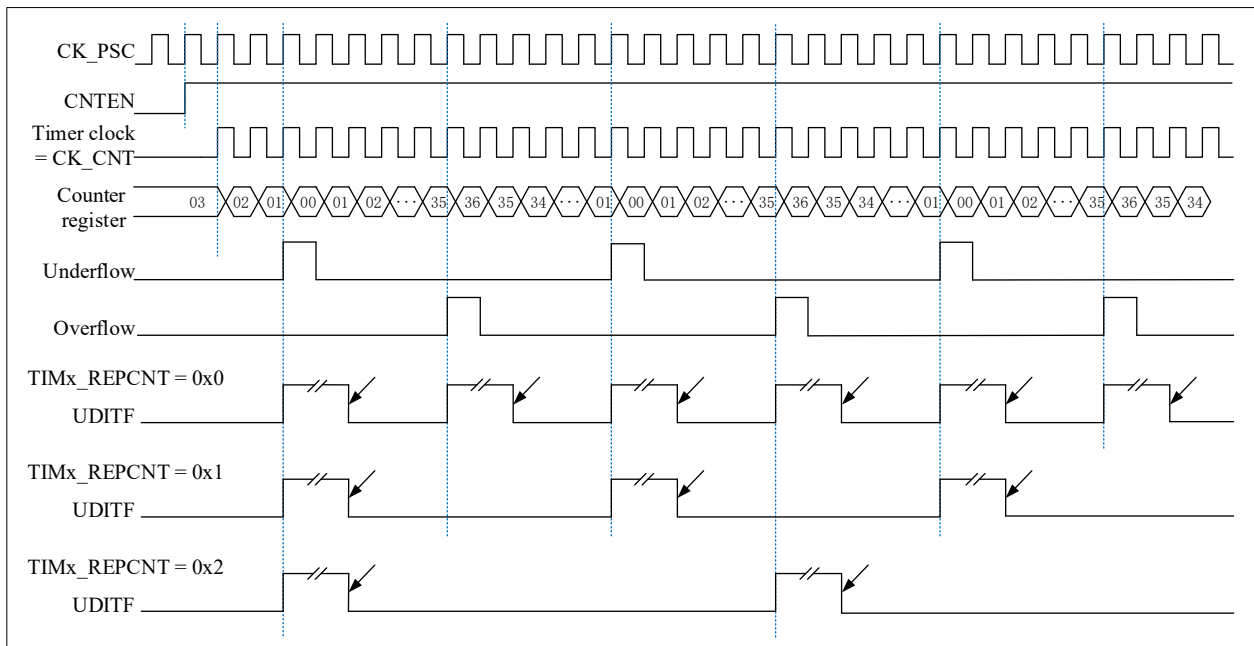 CK_PSC
CNTEN
Timer clock
= CK_CNT
Counter
register
03 02 01 00 01 02 ··· 35 36 35 34 ··· 01 00 01 02 ··· 35 36 35 34 ··· 01 00 01 02 ··· 35 36 35 34
Underflow
Overflow
TIMx_REPCNT = 0x0
UDITF
TIMx_REPCNT = 0x1
UDITF
TIMx_REPCNT = 0x2
UDITF